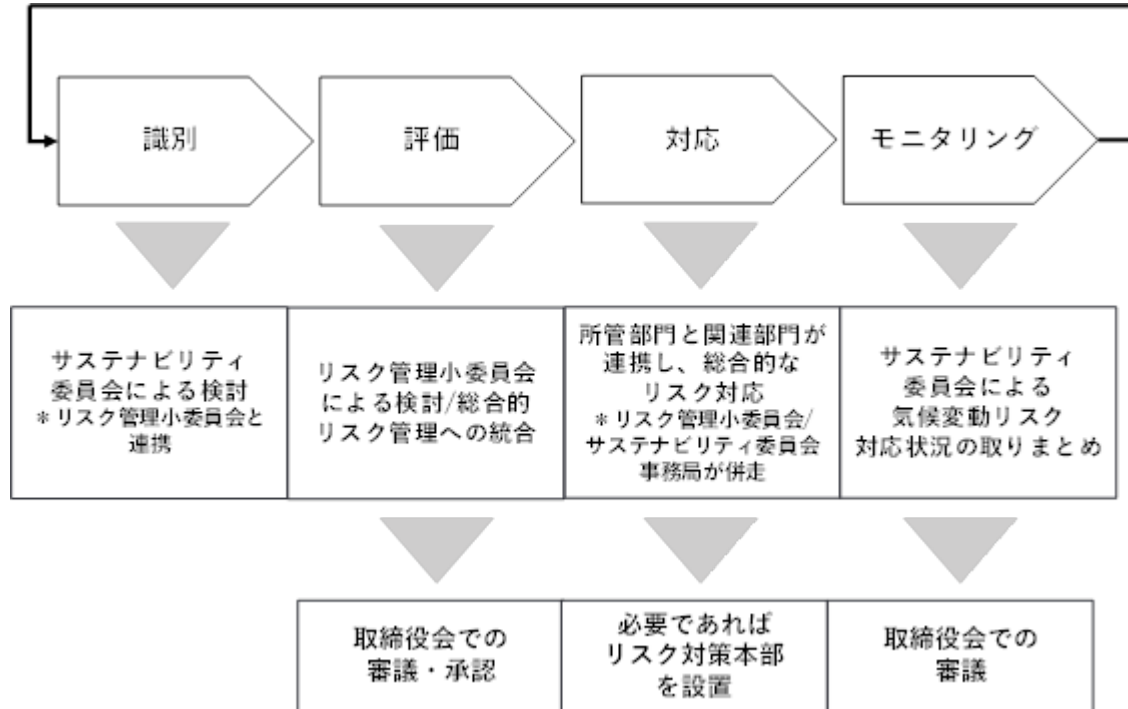 識別
評価
対応
モニタリング
サステナビリティ
委員会による検討
＊リスク管理小委員会と
連携
リスク管理小委員会
による検討/総合的
リスク管理への統合
所管部門と関連部門が
連携し、総合的な
リスク対応
＊リスク管理小委員会/
サステナビリティ委員会
事務局が併走
サステナビリティ
委員会による
気候変動リスク
対応状況の取りまとめ
取締役会での
審議・承認
必要であれば
リスク対策本部
を設置
取締役会での
審議